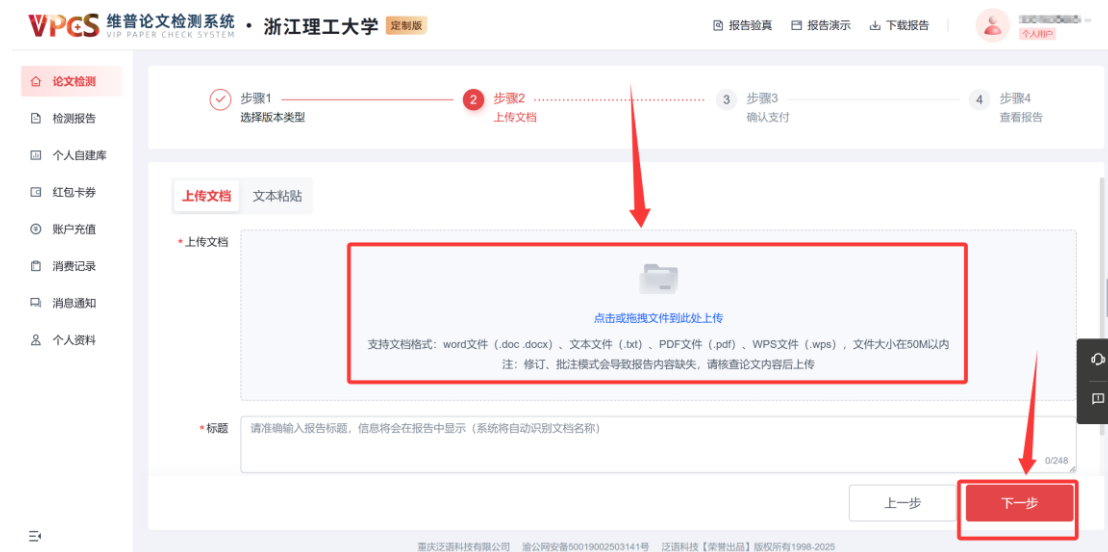 VPCS 维普论文检测系统 · 浙江理工大学 定制版
VIP PAPER CHECK SYSTEM
报告验真 报告演示 下载报告
个人用户
论文检测
检测报告
个人自建库
红包卡券
账户充值
消费记录
消息通知
个人资料
步骤1 2 步骤2 3 步骤3 4 步骤4
选择版本类型 上传文档 确认支付 查看报告
上传文档 文本粘贴
*上传文档
点击或拖拽文件到此处上传
支持文档格式：word文件（.doc .docx）、文本文件（.txt）、PDF文件（.pdf）、WPS文件（.wps），文件大小在50M以内
注：修订、批注模式会导致报告内容缺失，请核查论文内容后上传
*标题 请准确输入报告标题，信息将会在报告中显示（系统将自动识别文档名称）
0/248
上一步 下一步
重庆泛语科技有限公司 渝公网安备50019002503141号 泛语科技【荣誉出品】版权所有1998-2025